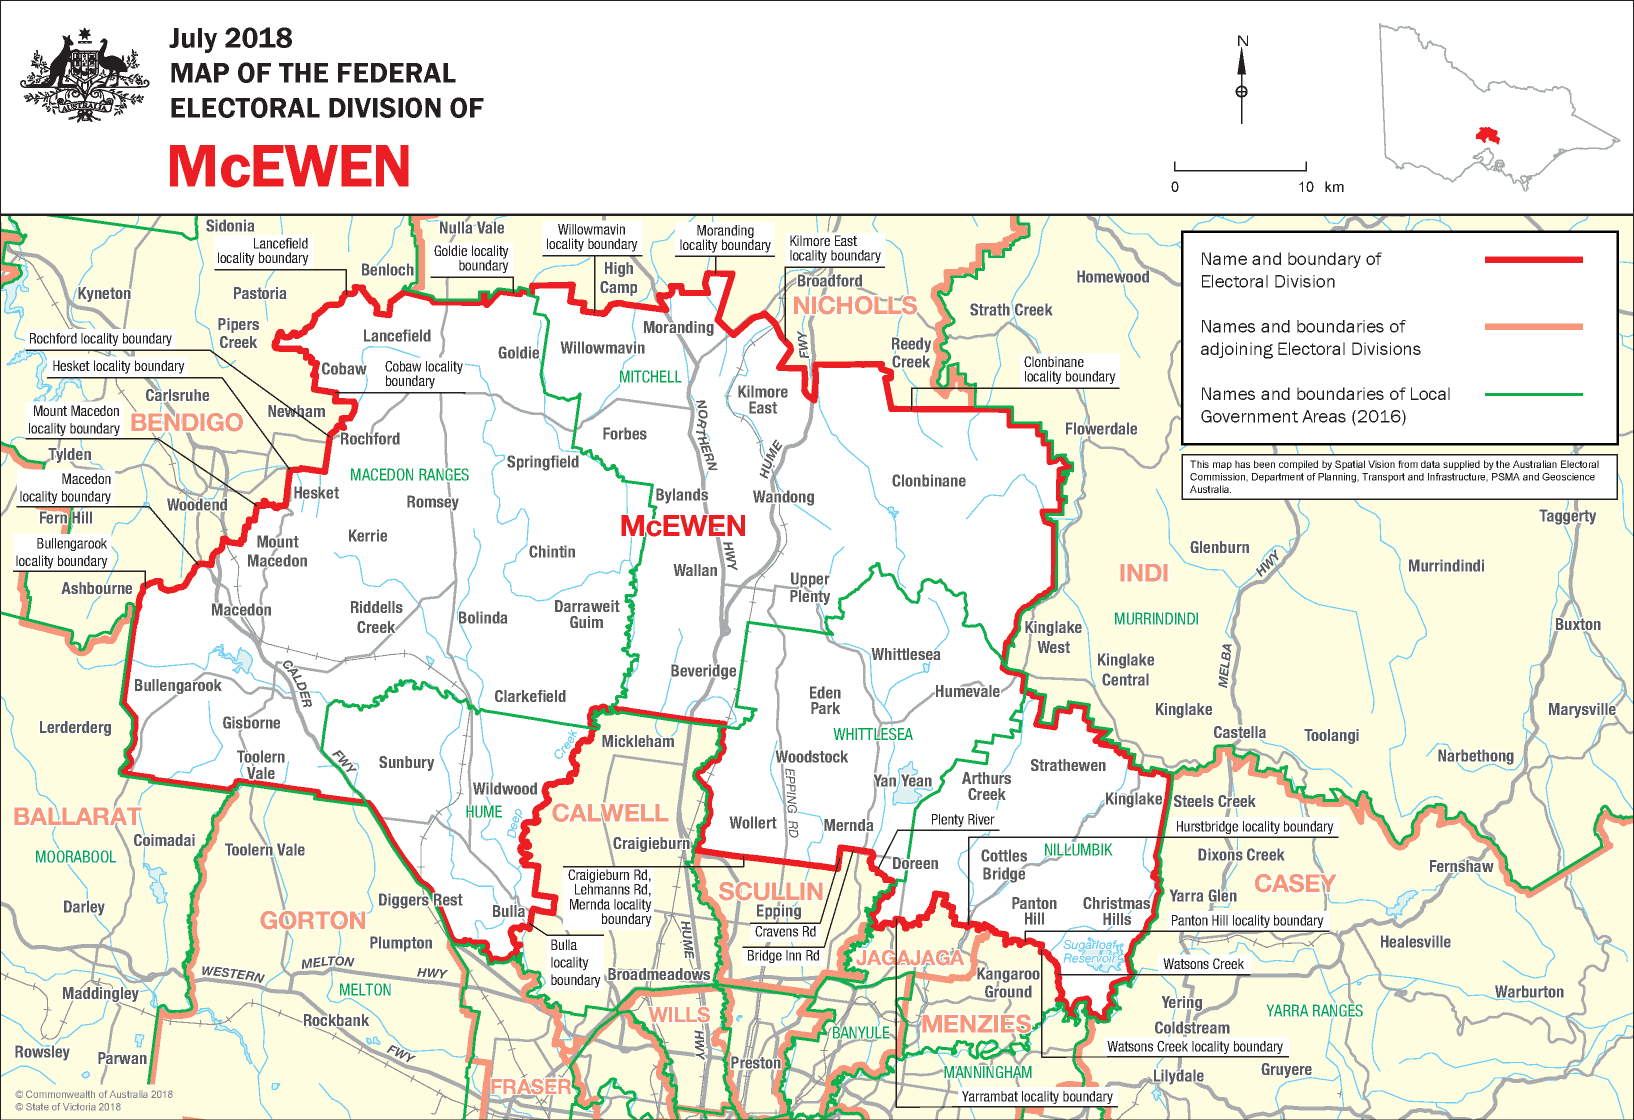 July 2018
MAP OF THE FEDERAL
ELECTORAL DIVISION OF
McEWEN
AUSTRALIA
N
0 10 km
Name and boundary of
Electoral Division
Names and boundaries of
adjoining Electoral Divisions
Names and boundaries of Local
Government Areas (2016)
This map has been compiled by Spatial Vision from data supplied by the Australian Electoral
Commission, Department of Planning, Transport and Infrastructure, PSMA and Geoscience
Australia.
Sidonia
Nulla Vale
Willowmavin
locality boundary
Moranding
locality boundary
Kilmore East
locality boundary
Lancefield
locality boundary
Goldie locality
boundary
Benloch
High
Camp
Broadford
NICHOLLS
Homewood
Kyneton
Pastoria
Strath Creek
Pipers
Creek
Lancefield
Moranding
Rochford locality boundary
Goldie
Willowmavin
FWY
Reedy
Creek
Clonbinane
locality boundary
Hesket locality boundary
Cobaw
Cobaw locality
boundary
MITCHELL
Carlsruhe
Kilmore
East
Mount Macedon
locality boundary
BENDIGO
Newham
Rochford
Forbes
NORTHERN
HUME
Flowerdale
Tylden
Springfield
MACEDON RANGES
Clonbinane
Macedon
locality boundary
Hesket
Romsey
Bylands
Wandong
Woodend
Fern Hill
McEWEN
Taggerty
Bullengarook
locality boundary
Mount
Macedon
Kerrie
Chintin
HWY
Glenburn
HWY
Murrindindi
Ashbourne
Wallan
Upper
Plenty
INDI
Macedon
Riddells
Creek
Bolinda
Darraweit
Guim
MURRINDINDI
Buxton
Kinglake
West
Whittlesea
Kinglake
Central
MELBA
Bullengarook
CALDER
Beveridge
Clarkefield
Eden
Park
Humevale
Kinglake
Marysville
Lerderderg
Gisborne
WHITTLESEA
Castella
Toolangi
Mickleham
Creek
Toolern
Vale
FWY
Sunbury
Woodstock
Narbethong
Strathewen
Wildwood
EPPING RD
Yan Yean
Arthurs
Creek
Kinglake
Steels Creek
BALLARAT
HUME
Deep
CALWELL
Wollert
Mernda
Plenty River
Hurstbridge locality boundary
Coimadai
Toolern Vale
Craigieburn
MOORABOOL
Doreen
Cottles
Bridge
NILLUMBIK
Dixons Creek
Fernshaw
Craigieburn Rd,
Lehmanns Rd,
Mernda locality
boundary
SCULLIN
CASEY
Darley
Diggers Rest
Bulla
Epping
Panton
Hill
Christmas
Hills
Yarra Glen
GORTON
Cravens Rd
Panton Hill locality boundary
Plumpton
Bulla
locality
boundary
HUME
Bridge Inn Rd
Sugarloaf
Reservoir
Healesville
JAGAJAGA
WESTERN
MELTON
HWY
Broadmeadows
Kangaroo
Ground
Watsons Creek
Maddingley
MELTON
Yering
Warburton
WILLS
MENZIES
YARRA RANGES
Rockbank
BANYULE
Coldstream
Rowsley
Parwan
FWY
HWY
Preston
Watsons Creek locality boundary
MANNINGHAM
Lilydale
Gruyere
FRASER
Yarrambat locality boundary
© Commonwealth of Australia 2018
© State of Victoria 2018